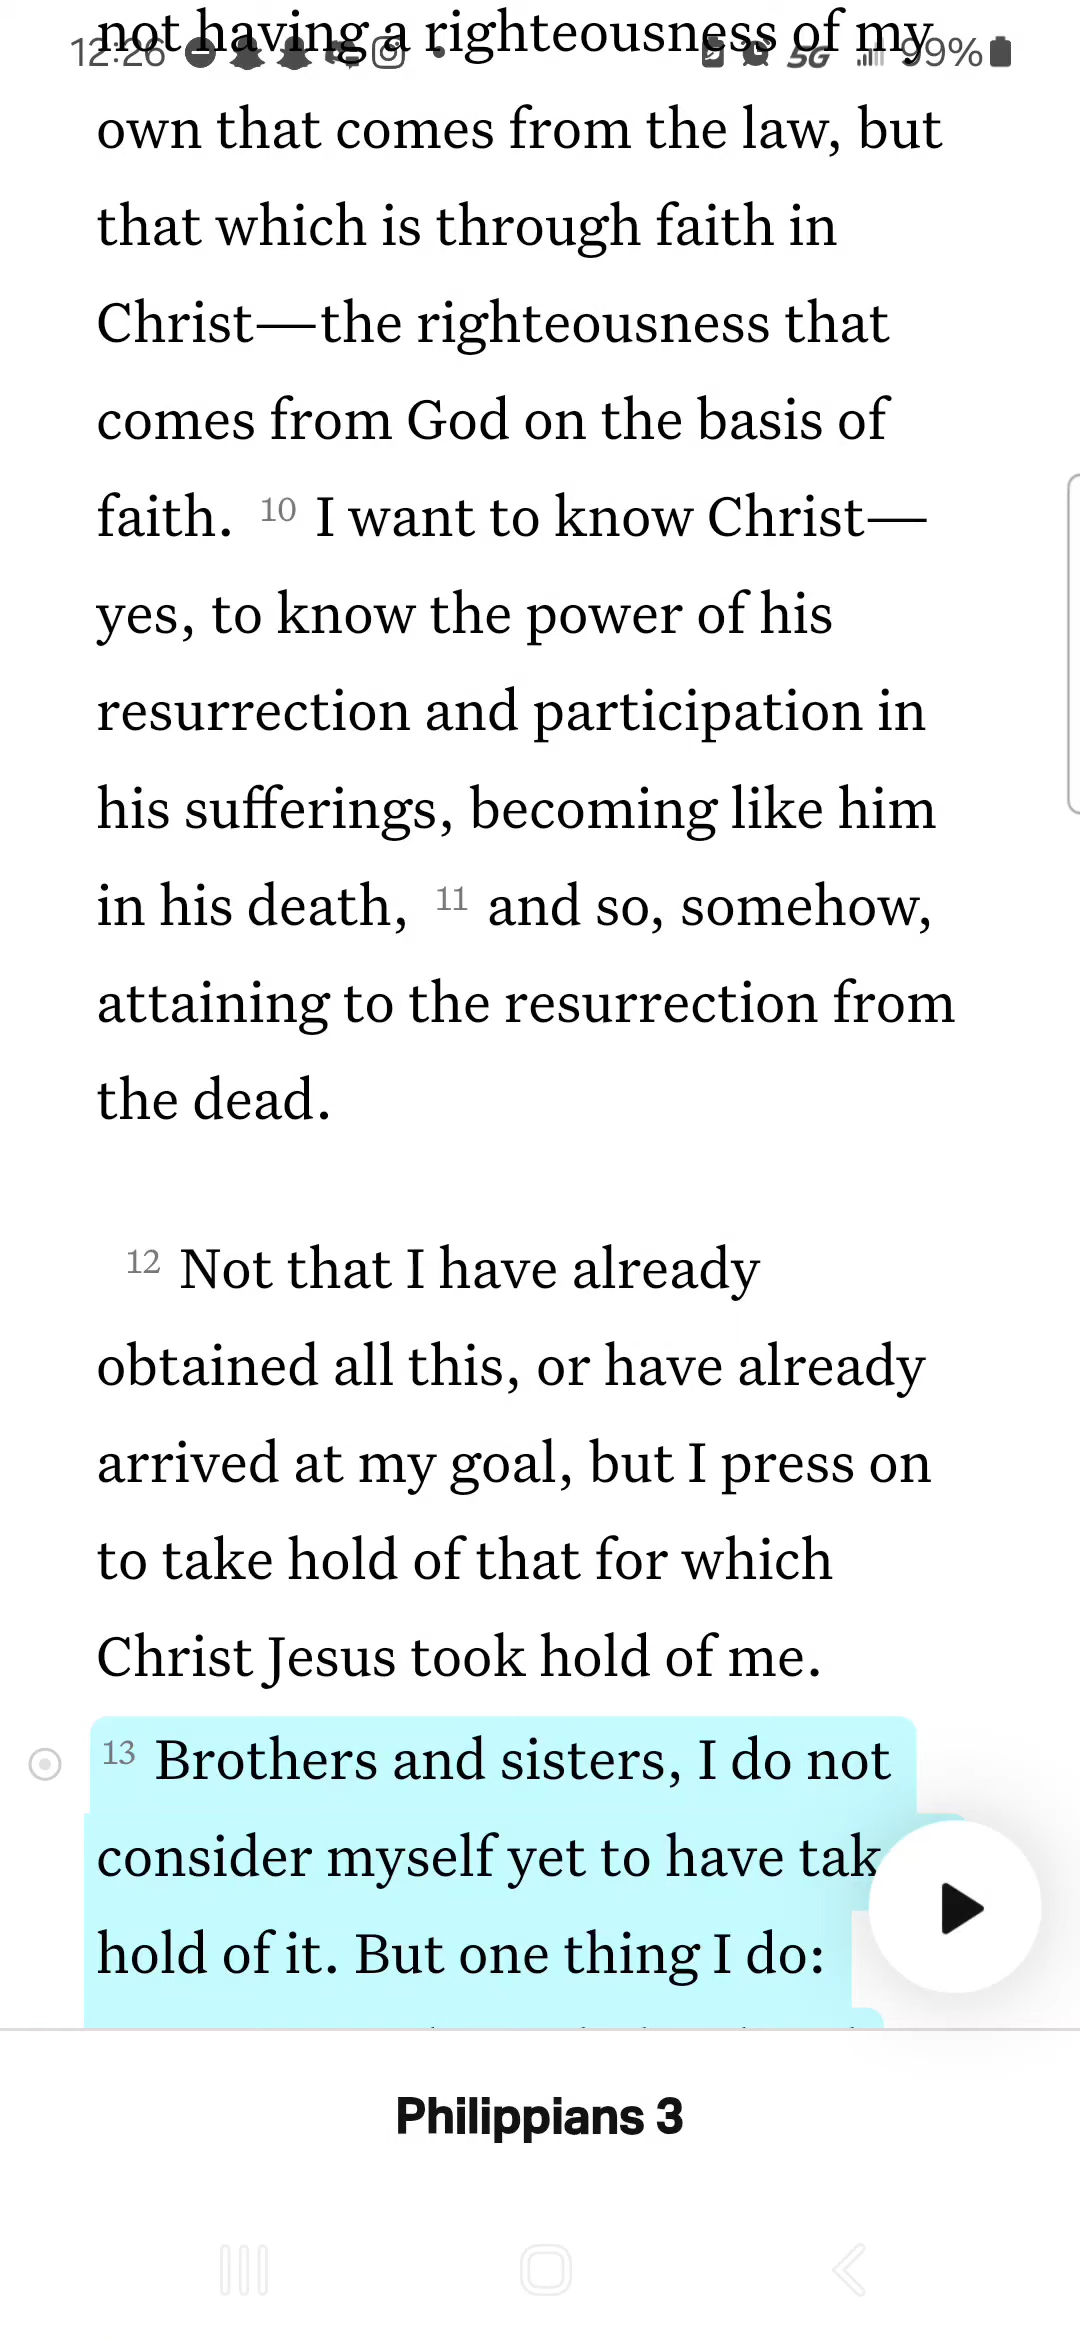 not having a righteousness of my
12:26 5G 99%
own that comes from the law, but
that which is through faith in
Christ—the righteousness that
comes from God on the basis of
faith. 10 I want to know Christ—
yes, to know the power of his
resurrection and participation in
his sufferings, becoming like him
in his death, 11 and so, somehow,
attaining to the resurrection from
the dead.
12 Not that I have already
obtained all this, or have already
arrived at my goal, but I press on
to take hold of that for which
Christ Jesus took hold of me.
13 Brothers and sisters, I do not
consider myself yet to have tak
hold of it. But one thing I do:
Philippians 3